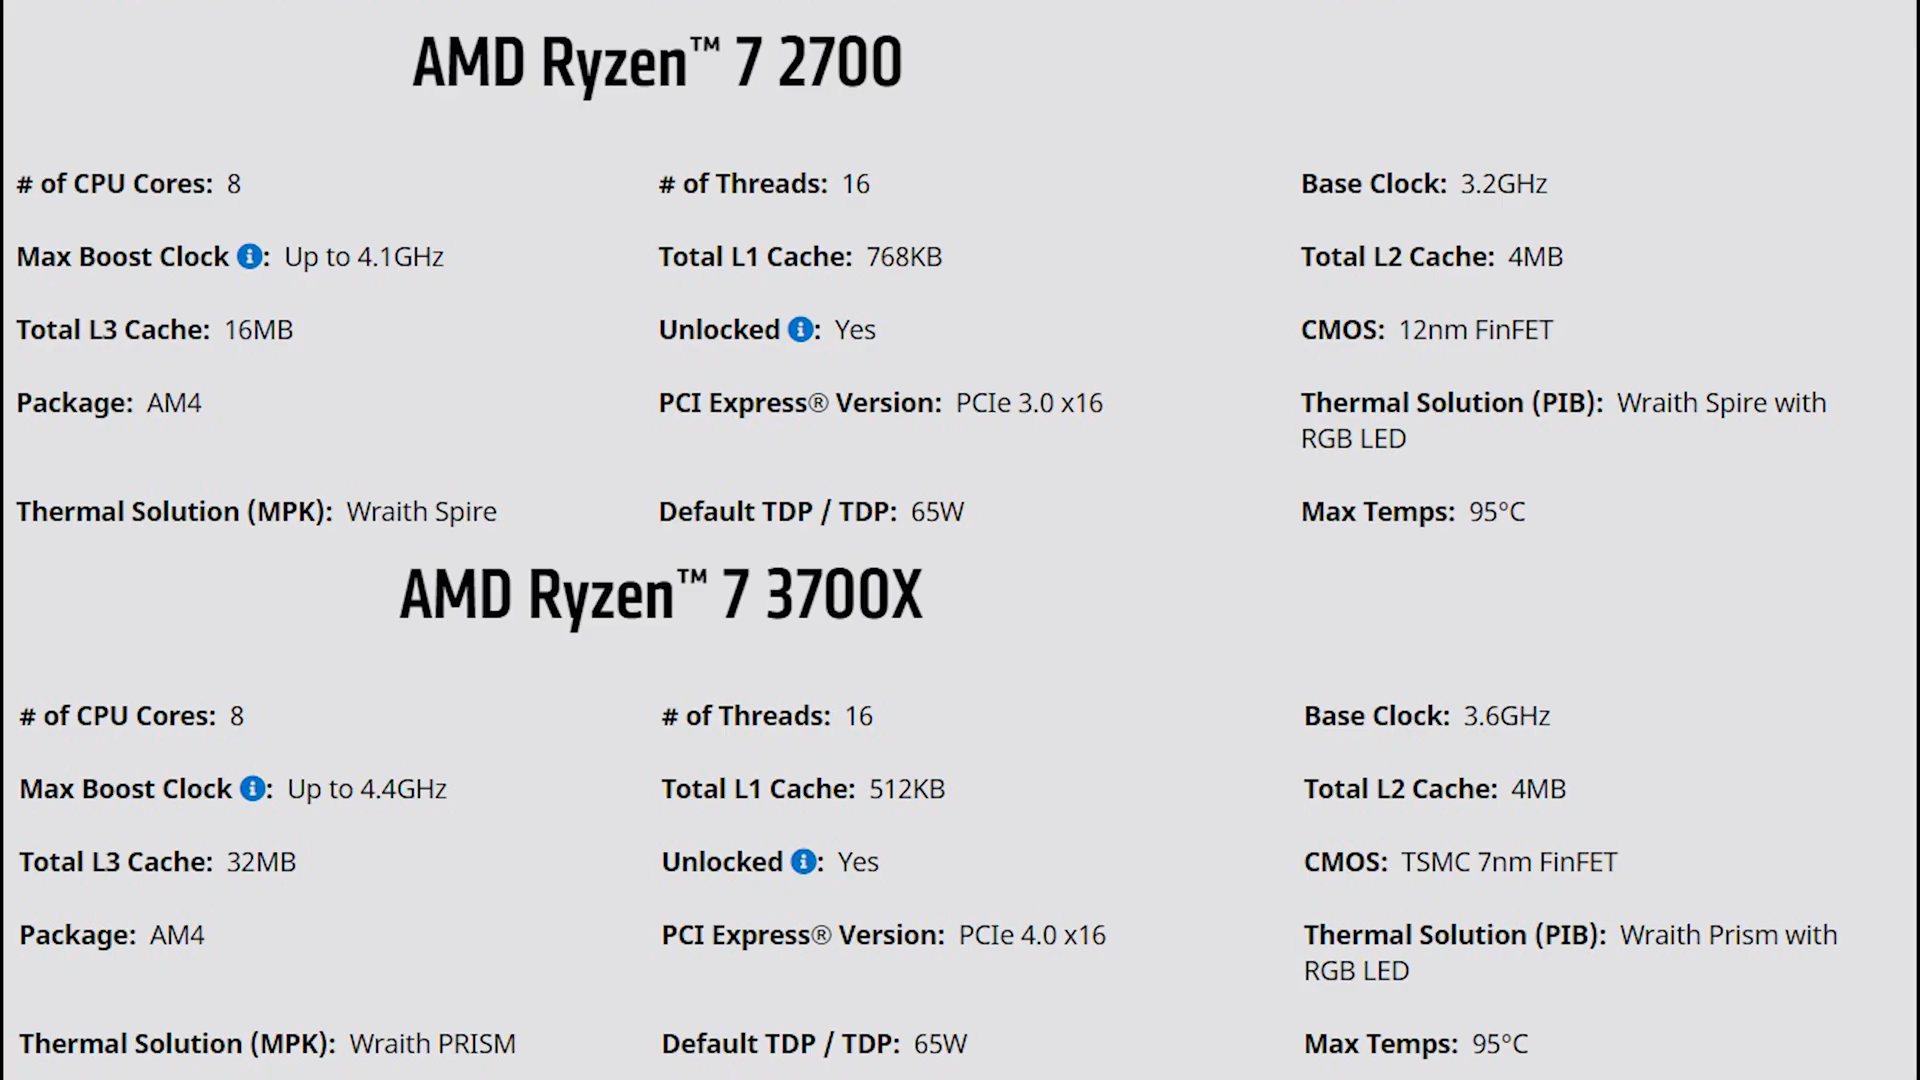 AMD Ryzen™ 7 2700
# of CPU Cores: 8
# of Threads: 16
Base Clock: 3.2GHz
Max Boost Clock i: Up to 4.1GHz
Total L1 Cache: 768KB
Total L2 Cache: 4MB
Total L3 Cache: 16MB
Unlocked i: Yes
CMOS: 12nm FinFET
Package: AM4
PCI Express® Version: PCIe 3.0 x16
Thermal Solution (PIB): Wraith Spire with
RGB LED
Thermal Solution (MPK): Wraith Spire
Default TDP / TDP: 65W
Max Temps: 95°C
AMD Ryzen™ 7 3700X
# of CPU Cores: 8
# of Threads: 16
Base Clock: 3.6GHz
Max Boost Clock i: Up to 4.4GHz
Total L1 Cache: 512KB
Total L2 Cache: 4MB
Total L3 Cache: 32MB
Unlocked i: Yes
CMOS: TSMC 7nm FinFET
Package: AM4
PCI Express® Version: PCIe 4.0 x16
Thermal Solution (PIB): Wraith Prism with
RGB LED
Thermal Solution (MPK): Wraith PRISM
Default TDP / TDP: 65W
Max Temps: 95°C